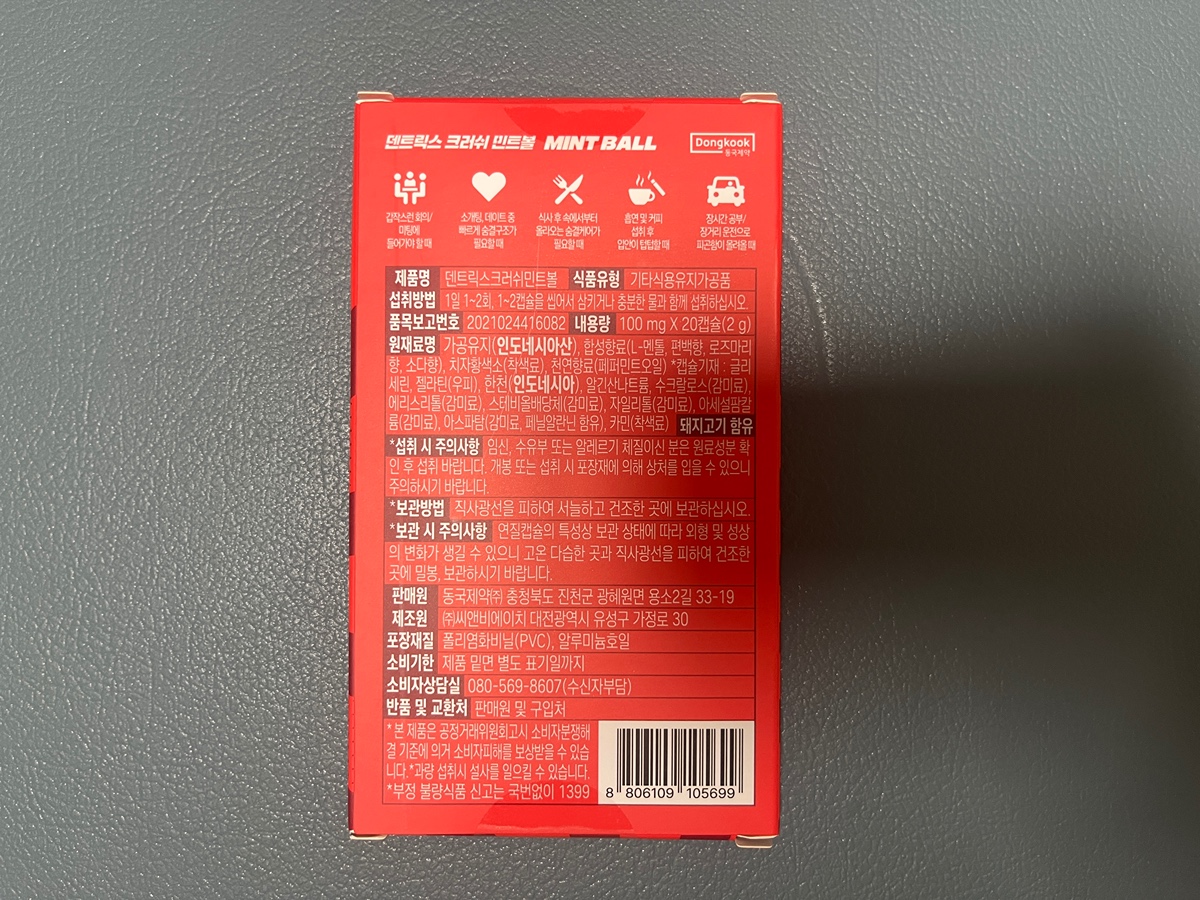 덴트릭스 크러쉬 민트볼 MINT BALL
Dongkook
동국제약
갑작스런 회의/
미팅에
들어가야 할 때
소개팅, 데이트 중
빠르게 숨결구조가
필요할 때
식사 후 속에서부터
올라오는 숨결케어가
필요할 때
흡연 및 커피
섭취 후
입안이 텁텁할 때
장시간 공부/
장거리 운전으로
피곤함이 몰려올 때
제품명 덴트릭스크러쉬민트볼 식품유형 기타식용유지가공품
섭취방법 1일 1~2회, 1~2캡슐을 씹어서 삼키거나 충분한 물과 함께 섭취하십시오.
품목보고번호 2021024416082 내용량 100 mg X 20캡슐(2 g)
원재료명 가공유지(인도네시아산), 합성향료(L-멘톨, 편백향, 로즈마리
향, 소다향), 치자황색소(착색료), 천연향료(페퍼민트오일) *캡슐기재 : 글리
세린, 젤라틴(우피), 한천(인도네시아), 알긴산나트륨, 수크랄로스(감미료),
에리스리톨(감미료), 스테비올배당체(감미료), 자일리톨(감미료), 아세설팜칼
륨(감미료), 아스파탐(감미료, 페닐알라닌 함유), 카민(착색료) 돼지고기 함유
*섭취 시 주의사항 임산, 수유부 또는 알레르기 체질이신 분은 원료성분 확
인 후 섭취 바랍니다. 개봉 또는 섭취 시 포장재에 의해 상처를 입을 수 있으니
주의하시기 바랍니다.
*보관방법 직사광선을 피하여 서늘하고 건조한 곳에 보관하십시오.
*보관 시 주의사항 연질캡슐의 특성상 보관 상태에 따라 외형 및 성상
의 변화가 생길 수 있으니 고온 다습한 곳과 직사광선을 피하여 건조한
곳에 밀봉, 보관하시기 바랍니다.
판매원 동국제약㈜ 충청북도 진천군 광혜원면 용소2길 33-19
제조원 ㈜씨앤비에이치 대전광역시 유성구 가정로 30
포장재질 폴리염화비닐(PVC), 알루미늄호일
소비기한 제품 밑면 별도 표기일까지
소비자상담실 080-569-8607(수신자부담)
반품 및 교환처 판매원 및 구입처
* 본 제품은 공정거래위원회고시 소비자분쟁해
결 기준에 의거 소비자피해를 보상받을 수 있습
니다.*과량 섭취시 설사를 일으킬 수 있습니다.
*부정 불량식품 신고는 국번없이 1399
8 806109 105699